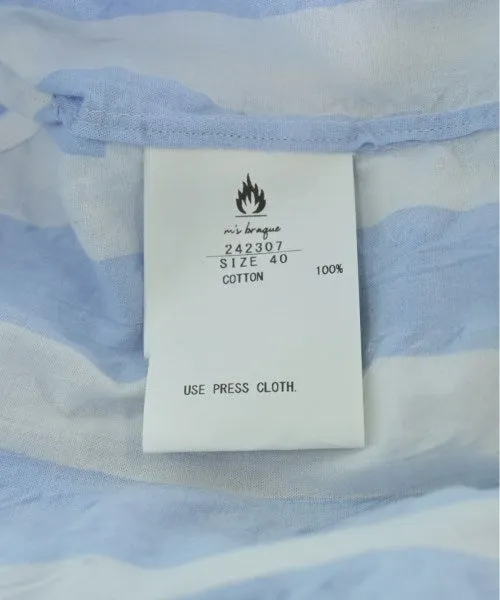 m's braque
242307
SIZE 40
COTTON 100%
USE PRESS CLOTH.